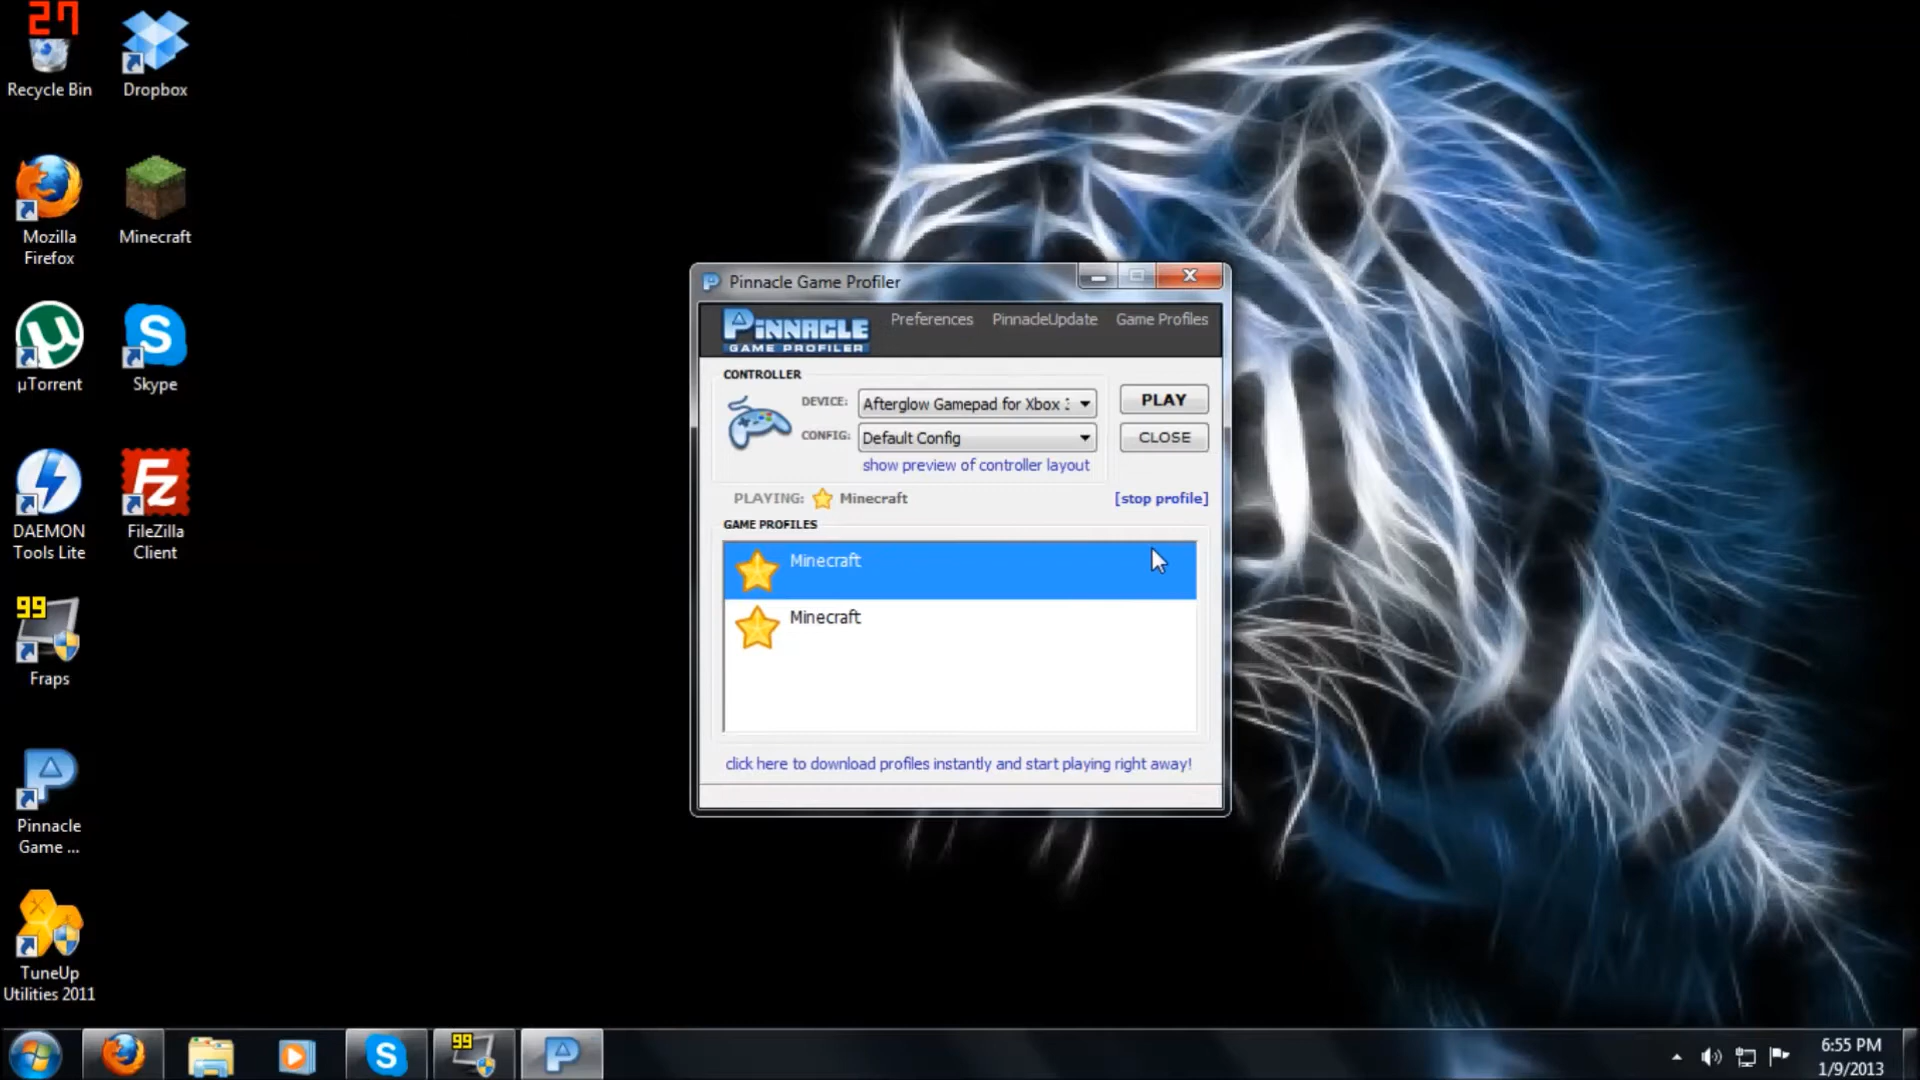 27
Recycle Bin
Dropbox
Mozilla
Firefox
Minecraft
µ
µTorrent
S
Skype
DAEMON
Tools Lite
Fz
FileZilla
Client
99
Fraps
Pinnacle
Game ...
TuneUp
Utilities 2011
P Pinnacle Game Profiler
PINNACLE
GAME PROFILER
Preferences PinnacleUpdate Game Profiles
CONTROLLER
DEVICE: Afterglow Gamepad for Xbox 3
PLAY
CONFIG: Default Config
CLOSE
show preview of controller layout
PLAYING: Minecraft [stop profile]
GAME PROFILES
Minecraft
Minecraft
click here to download profiles instantly and start playing right away!
S
99
6:55 PM
1/9/2013